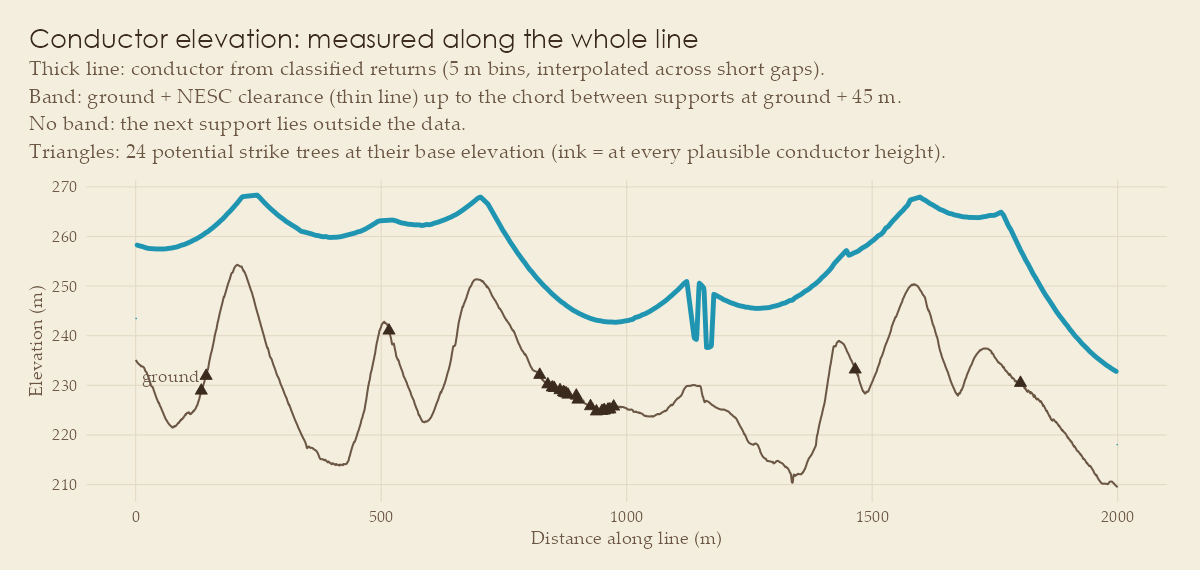 Conductor elevation: measured along the whole line
Thick line: conductor from classified returns (5 m bins, interpolated across short gaps).
Band: ground + NESC clearance (thin line) up to the chord between supports at ground + 45 m.
No band: the next support lies outside the data.
Triangles: 24 potential strike trees at their base elevation (ink = at every plausible conductor height).
270
260
250
240
230
220
210
Elevation (m)
ground
0
500
1000
1500
2000
Distance along line (m)